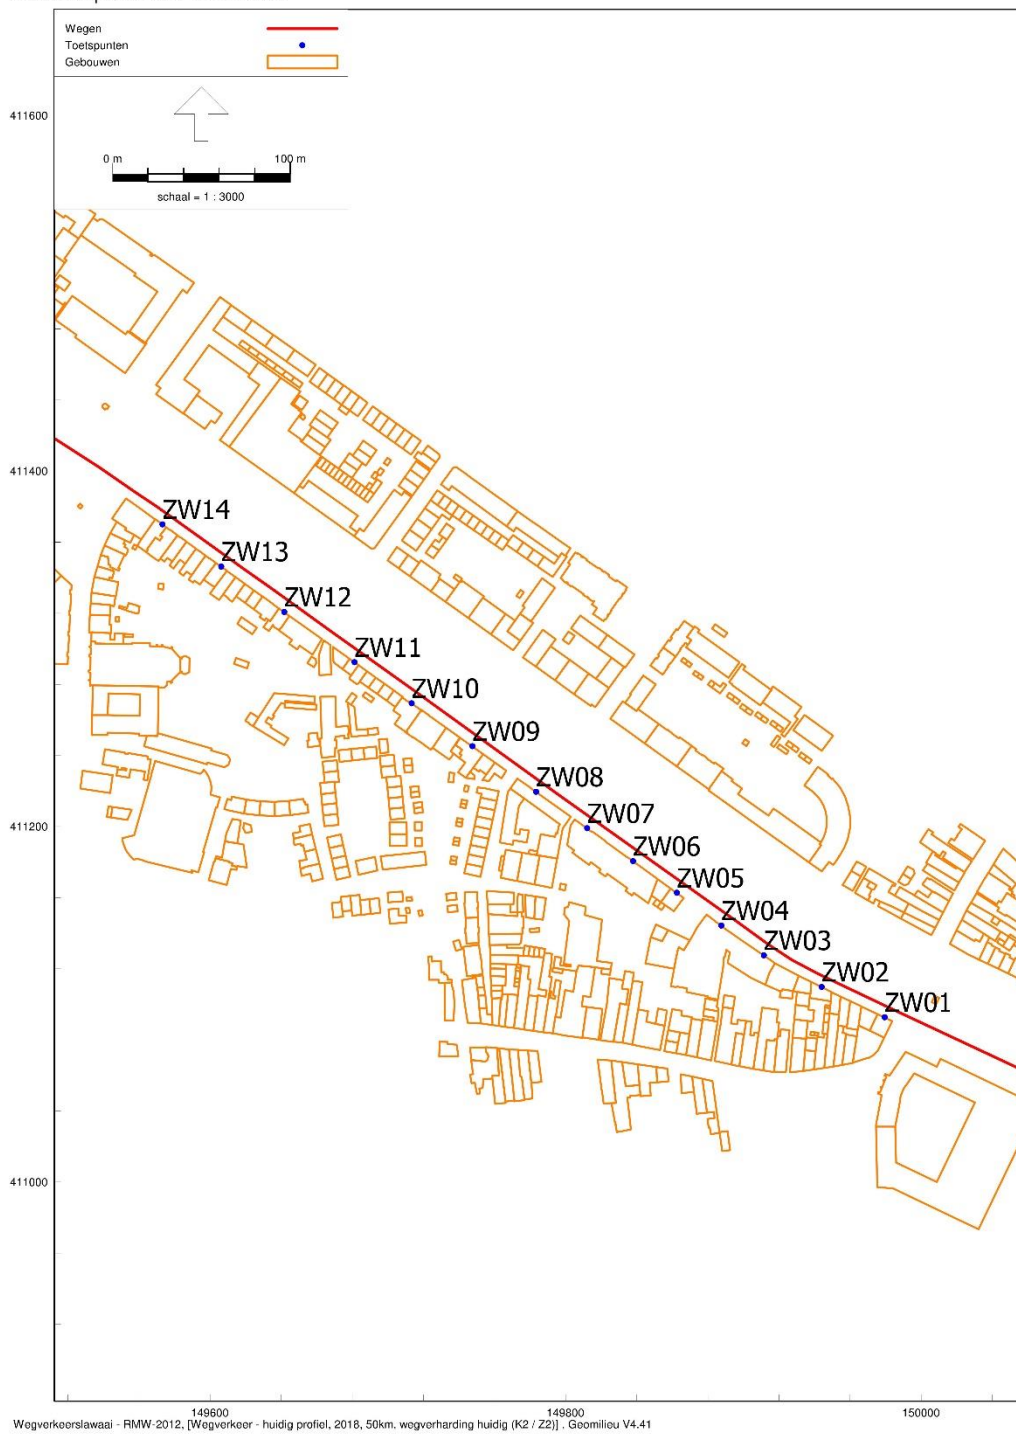 Wegen
Toetspunten
Gebouwen
0 m 100 m
schaal = 1 : 3000
411600
411400
411200
411000
ZW14
ZW13
ZW12
ZW11
ZW10
ZW09
ZW08
ZW07
ZW06
ZW05
ZW04
ZW03
ZW02
ZW01
149600 149800 150000
Wegverkeerslawaai - RMW-2012, [Wegverkeer - huidig profiel, 2018, 50km, wegverharding huidig (K2 / Z2)] , Geomilieu V4.41